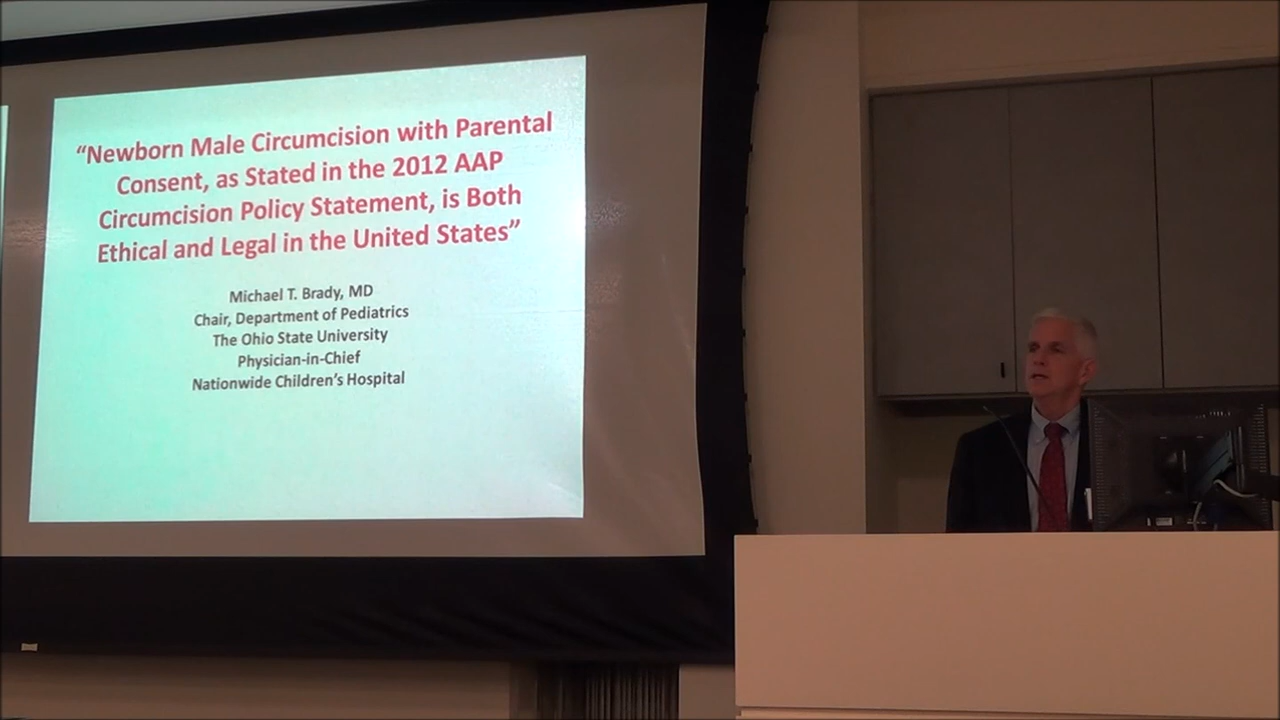 “Newborn Male Circumcision with Parental
Consent, as Stated in the 2012 AAP
Circumcision Policy Statement, is Both
Ethical and Legal in the United States”
Michael T. Brady, MD
Chair, Department of Pediatrics
The Ohio State University
Physician-in-Chief
Nationwide Children’s Hospital